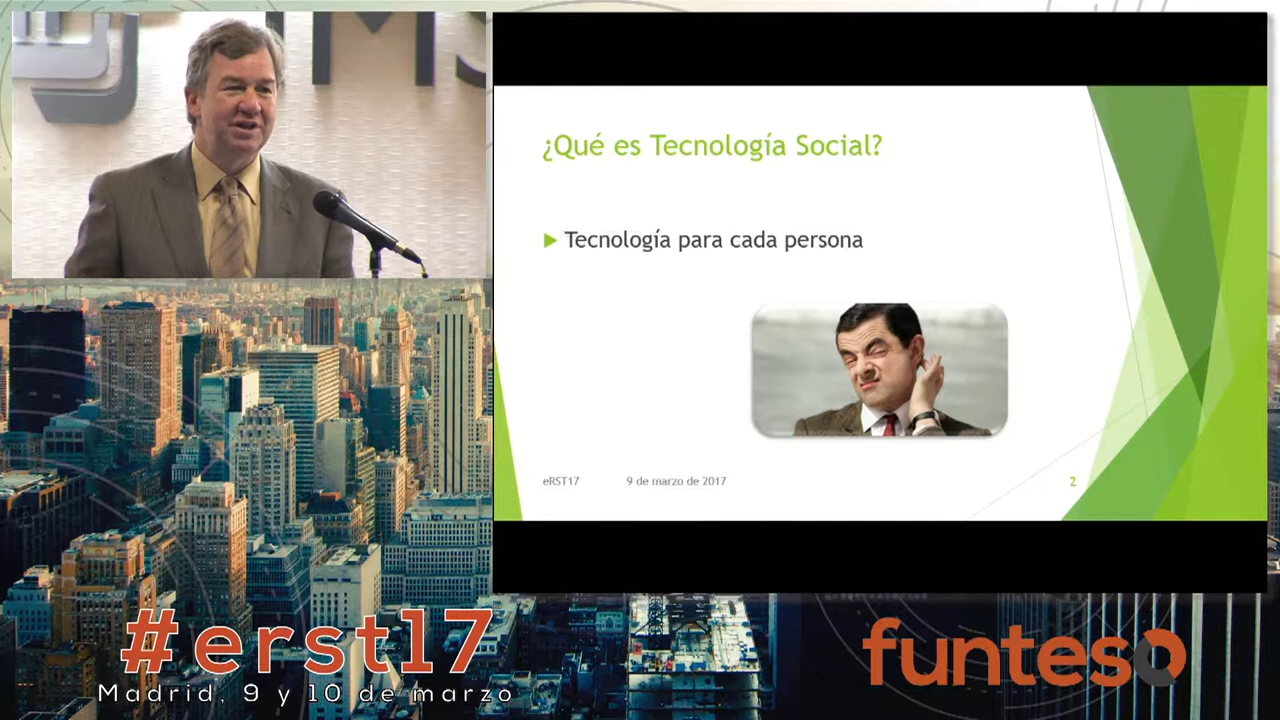 IMS
¿Qué es Tecnología Social?
Tecnología para cada persona
eRST17
9 de marzo de 2017
2
#erst17
Madrid, 9 y 10 de marzo
funteso